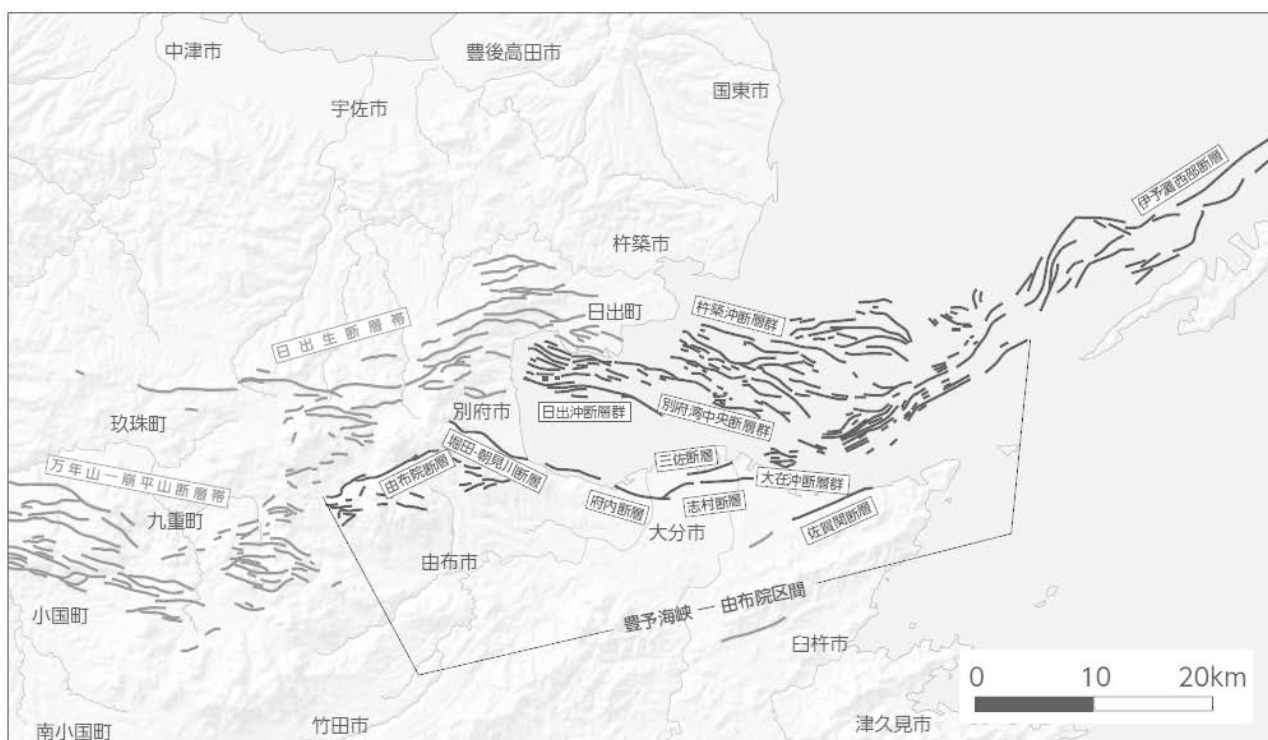 中津市
豊後高田市
国東市
宇佐市
伊予灘西部断層
杵築市
日出町
杵築沖断層群
日出生断層帯
玖珠町
別府市
日出沖断層群
別府湾中央断層群
堀田-朝見川断層
由布院断層
三佐断層
大在沖断層群
万年山ー崩平山断層帯
九重町
府内断層
志村断層
佐賀関断層
大分市
由布市
小国町
豊予海峡 ー 由布院区間
臼杵市
竹田市
南小国町
津久見市
0 10 20km